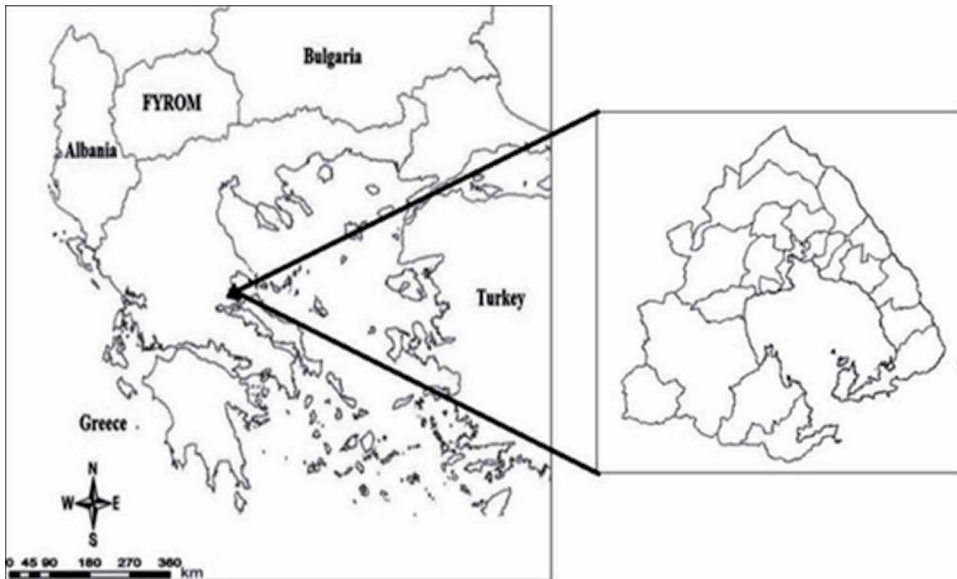 Bulgaria
FYROM
Albania
Turkey
Greece
N
W E
S
0 45 90 180 270 360
km